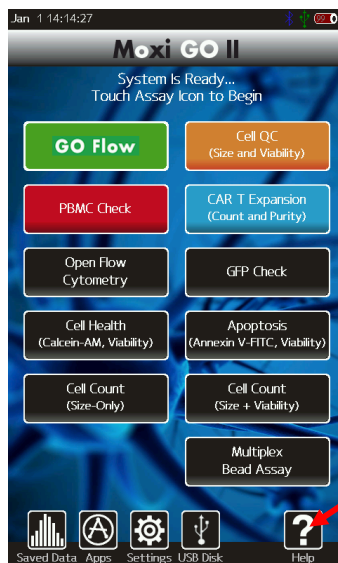 Jan 1 14:14:27
Moxi GO II
System Is Ready...
Touch Assay Icon to Begin
GO Flow
Cell QC
(Size and Viability)
PBMC Check
CAR T Expansion
(Count and Purity)
Open Flow
Cytometry
GFP Check
Cell Health
(Calcein-AM, Viability)
Apoptosis
(Annexin V-FITC, Viability)
Cell Count
(Size-Only)
Cell Count
(Size + Viability)
Multiplex
Bead Assay
?
Saved Data Apps Settings USB Disk Help